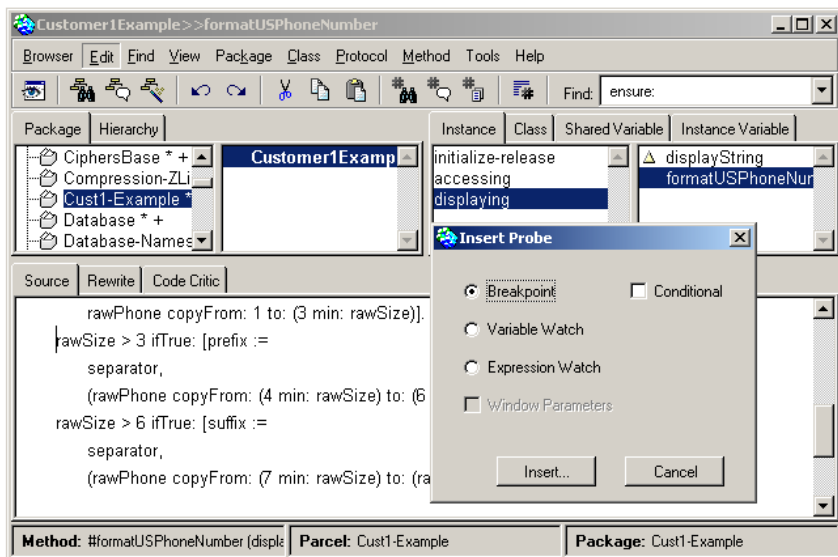 Customer1Example>>formatUSPhoneNumber
Browser Edit Find View Package Class Protocol Method Tools Help
Find: ensure:
Package Hierarchy
Instance Class Shared Variable Instance Variable
CiphersBase * +
Compression-ZLi
Cust1-Example *
Database * +
Database-Names
Customer1Examp
initialize-release
accessing
displaying
displayString
formatUSPhoneNur
Source Rewrite Code Critic
rawPhone copyFrom: 1 to: (3 min: rawSize)].
rawSize > 3 ifTrue: [prefix :=
separator,
(rawPhone copyFrom: (4 min: rawSize) to: (6
rawSize > 6 ifTrue: [suffix :=
separator,
(rawPhone copyFrom: (7 min: rawSize) to: (ra
Insert Probe
Breakpoint Conditional
Variable Watch
Expression Watch
Window Parameters
Insert... Cancel
Method: #formatUSPhoneNumber (displa Parcel: Cust1-Example Package: Cust1-Example